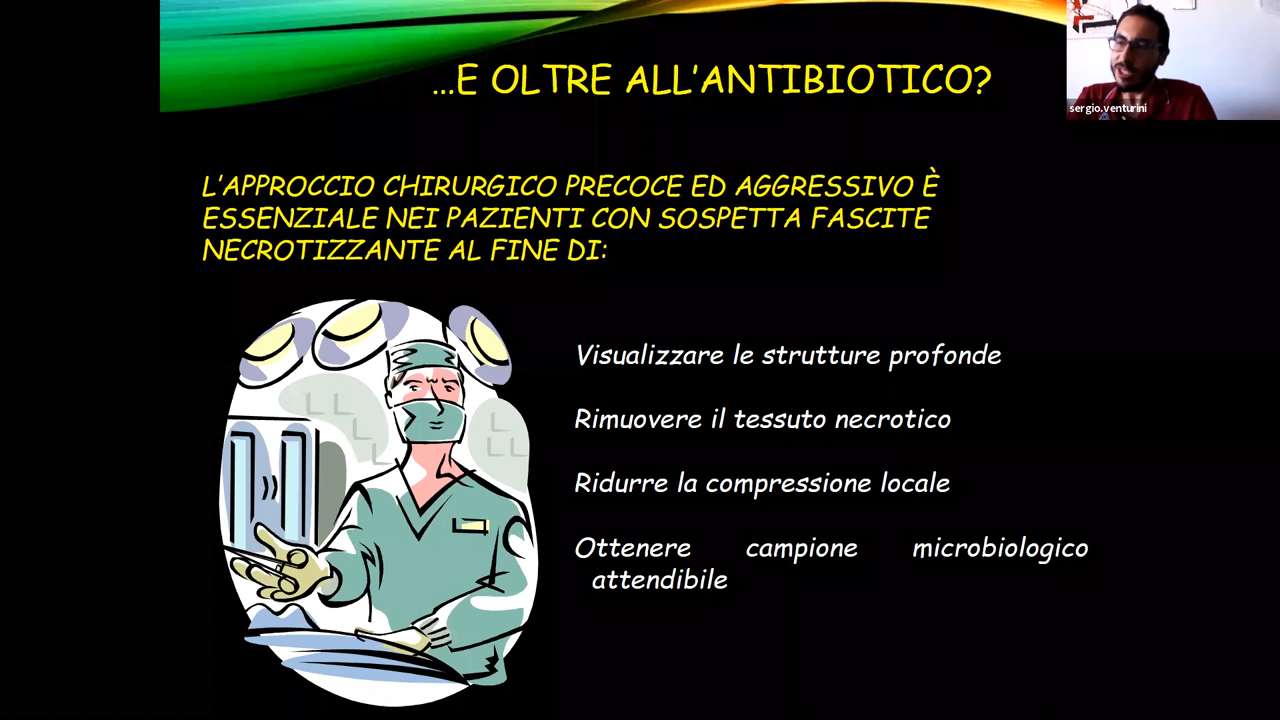 ...E OLTRE ALL'ANTIBIOTICO?
sergio.venturini
L'APPROCCIO CHIRURGICO PRECOCE ED AGGRESSIVO È
ESSENZIALE NEI PAZIENTI CON SOSPETTA FASCITE
NECROTIZZANTE AL FINE DI:
Visualizzare le strutture profonde
Rimuovere il tessuto necrotico
Ridurre la compressione locale
Ottenere campione microbiologico
attendibile